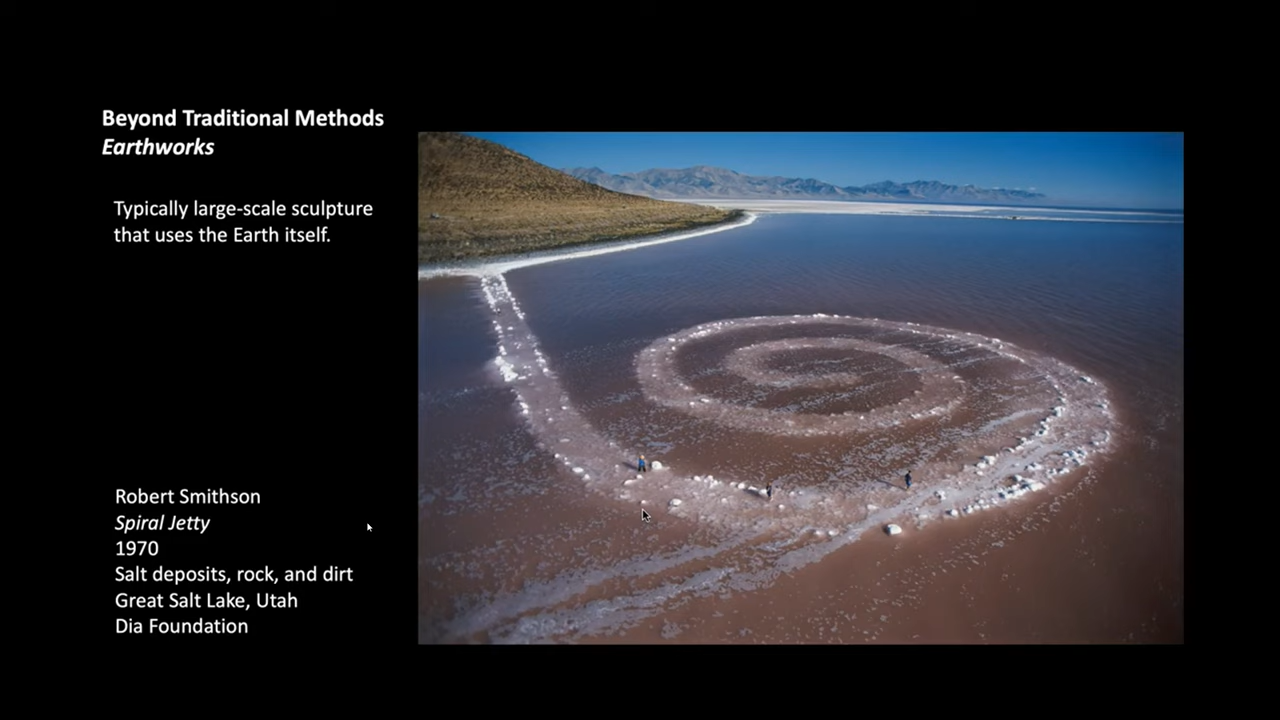 Beyond Traditional Methods
Earthworks
Typically large-scale sculpture
that uses the Earth itself.
Robert Smithson
Spiral Jetty
1970
Salt deposits, rock, and dirt
Great Salt Lake, Utah
Dia Foundation